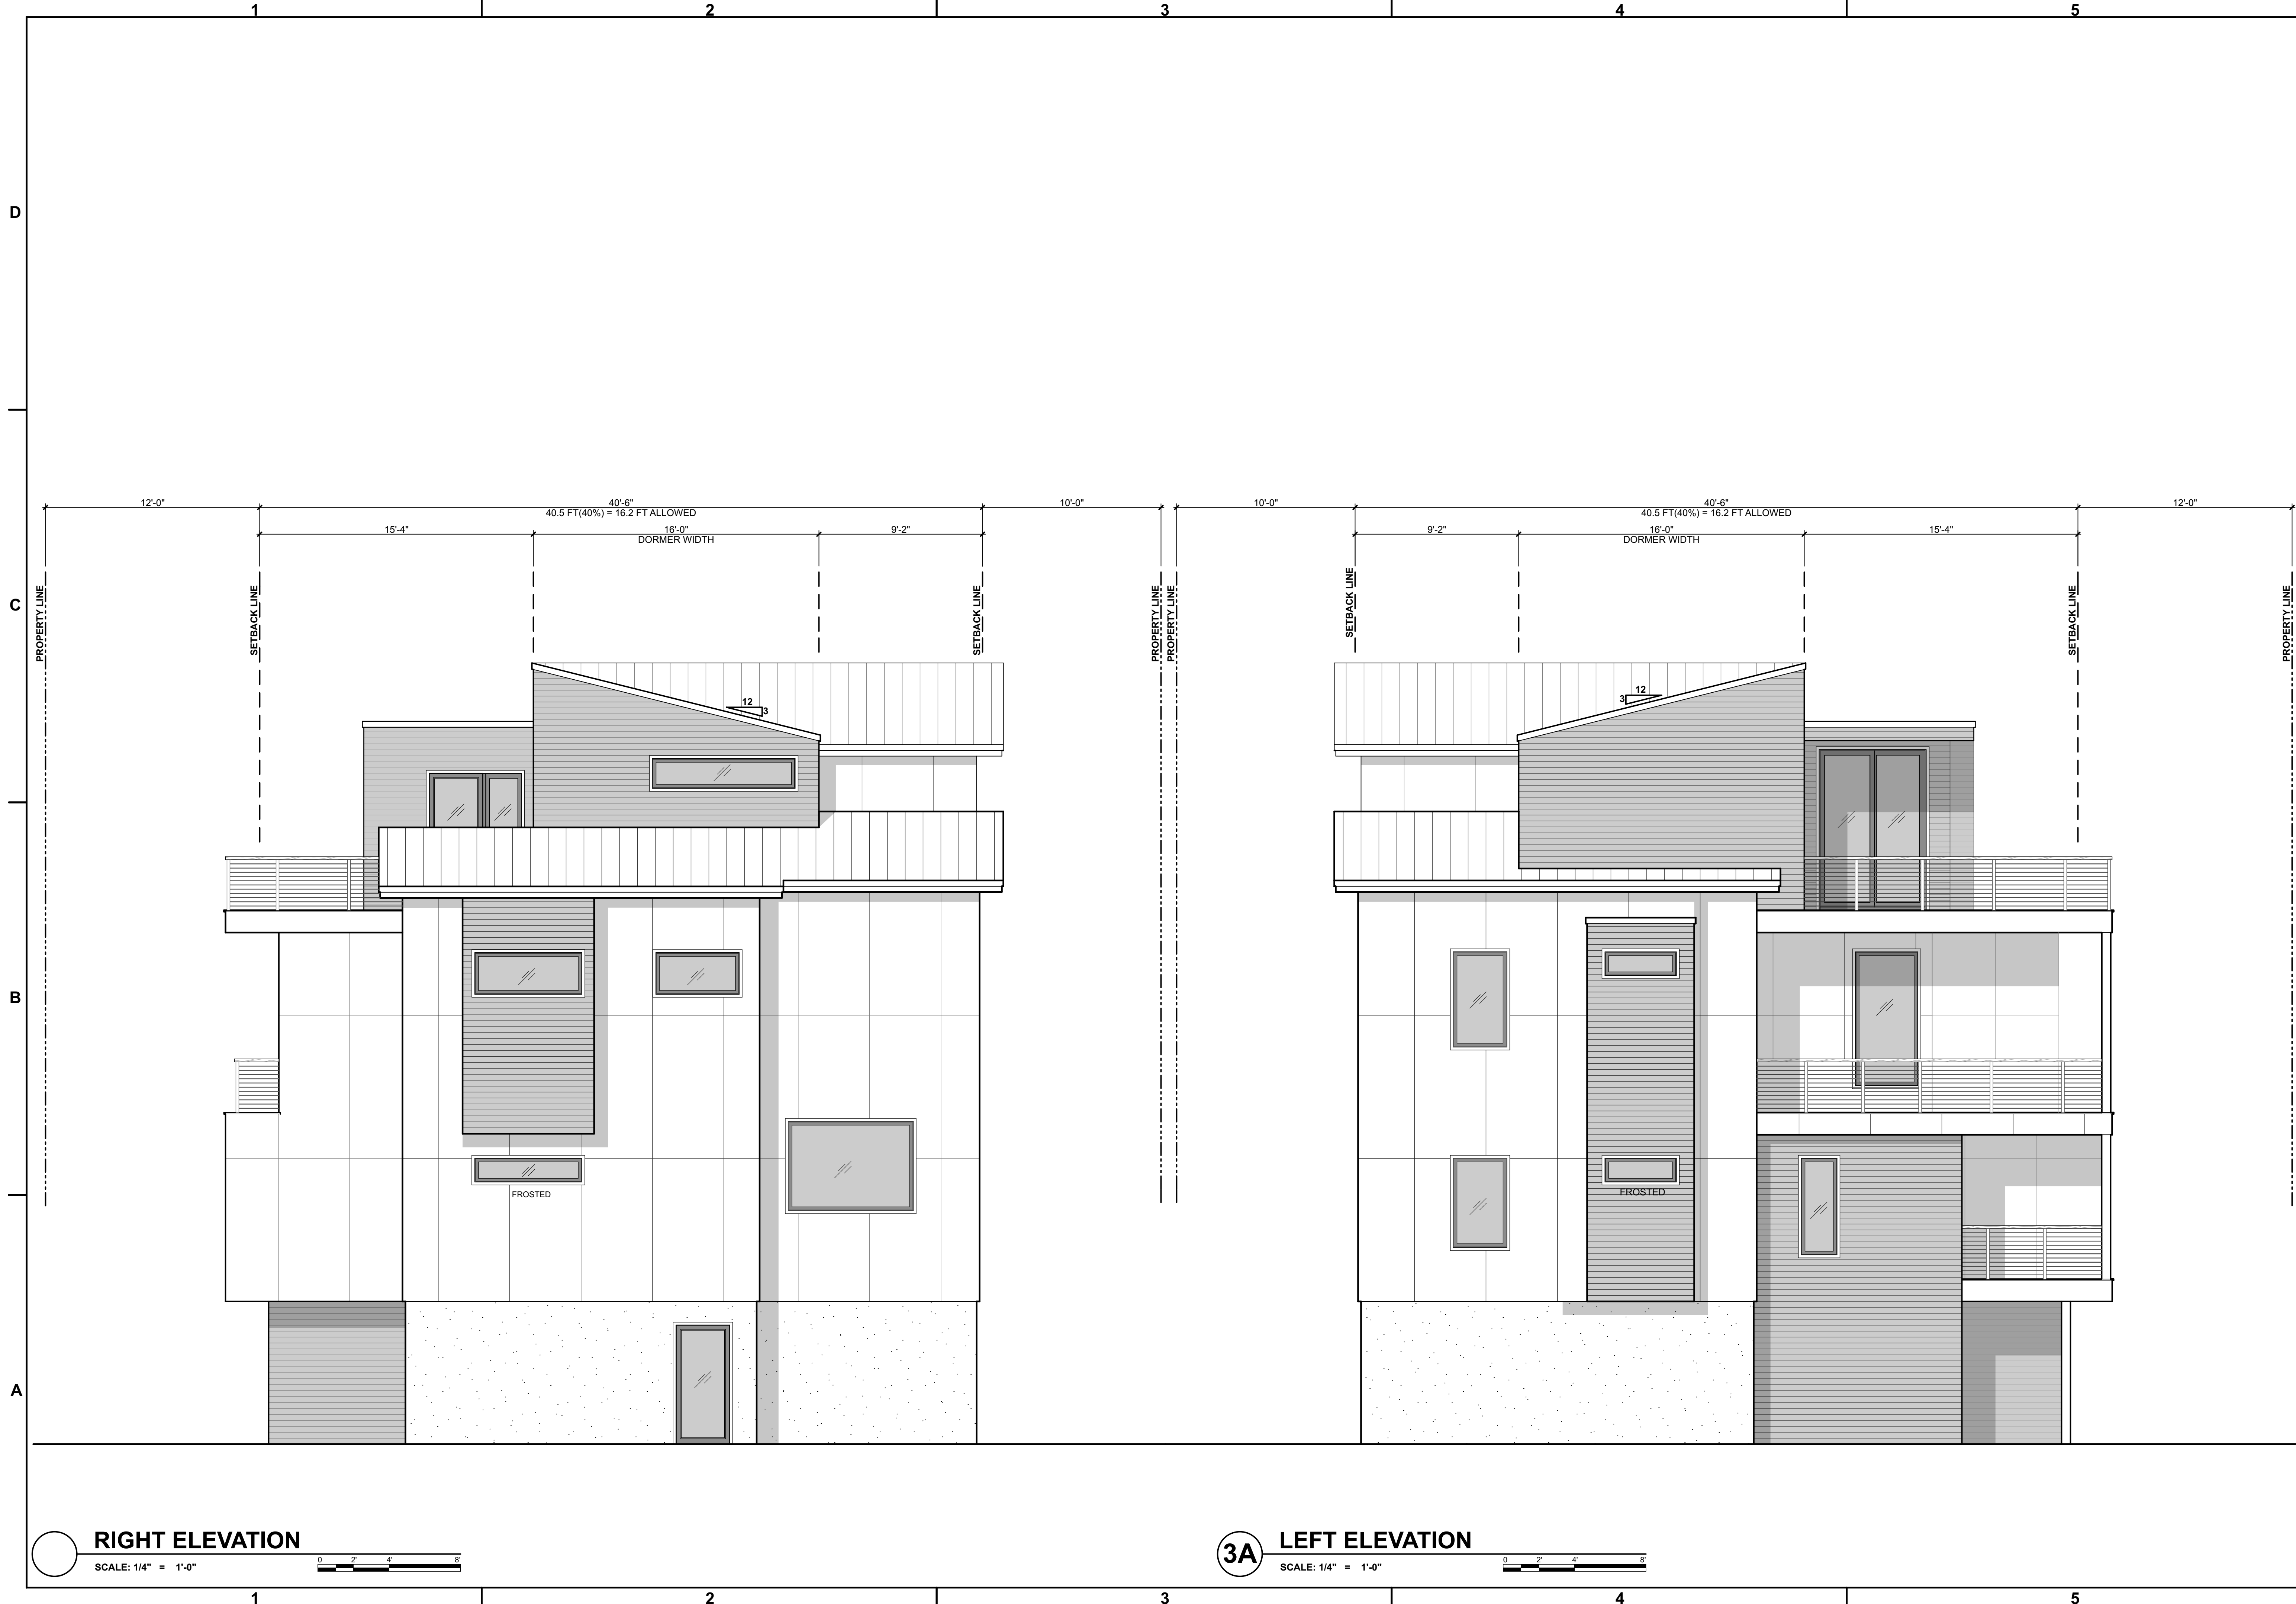 1 2 3 4 5
D
C
B
A
12'-0" 40'-6" 10'-0" 10'-0" 40'-6" 12'-0"
40.5 FT(40%) = 16.2 FT ALLOWED 40.5 FT(40%) = 16.2 FT ALLOWED
15'-4" 16'-0" 9'-2" 9'-2" 16'-0" 15'-4"
DORMER WIDTH DORMER WIDTH
PROPERTY LINE
SETBACK LINE
SETBACK LINE
PROPERTY LINE
PROPERTY LINE
SETBACK LINE
SETBACK LINE
PROPERTY LINE
12
3
12
3
FROSTED
FROSTED
RIGHT ELEVATION
SCALE: 1/4" = 1'-0"
0 2' 4' 8'
3A
LEFT ELEVATION
SCALE: 1/4" = 1'-0"
0 2' 4' 8'
1 2 3 4 5